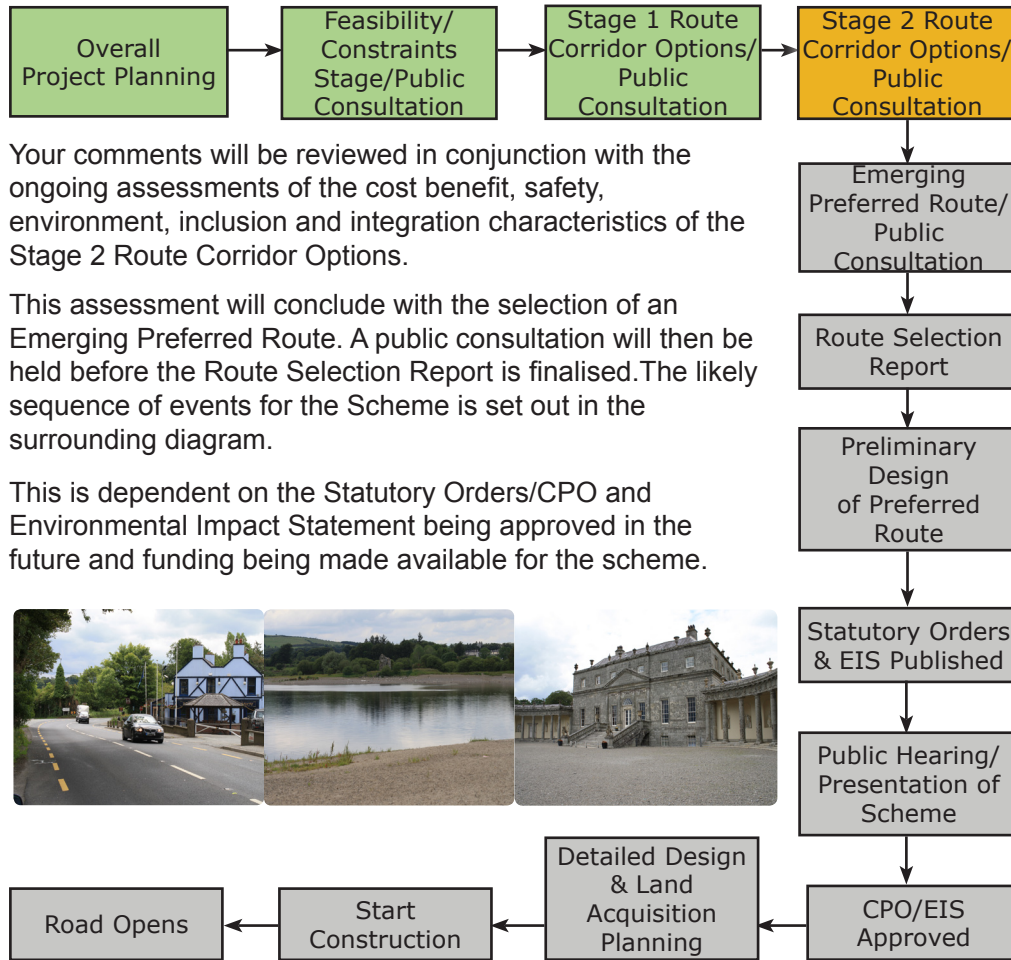 Overall
Project Planning
Feasibility/
Constraints
Stage/Public
Consultation
Stage 1 Route
Corridor Options/
Public
Consultation
Stage 2 Route
Corridor Options/
Public
Consultation
Your comments will be reviewed in conjunction with the
ongoing assessments of the cost benefit, safety,
environment, inclusion and integration characteristics of the
Stage 2 Route Corridor Options.
This assessment will conclude with the selection of an
Emerging Preferred Route. A public consultation will then be
held before the Route Selection Report is finalised.The likely
sequence of events for the Scheme is set out in the
surrounding diagram.
This is dependent on the Statutory Orders/CPO and
Environmental Impact Statement being approved in the
future and funding being made available for the scheme.
Emerging
Preferred Route/
Public
Consultation
Route Selection
Report
Preliminary
Design
of Preferred
Route
Statutory Orders
& EIS Published
Public Hearing/
Presentation of
Scheme
CPO/EIS
Approved
Detailed Design
& Land
Acquisition
Planning
Start
Construction
Road Opens